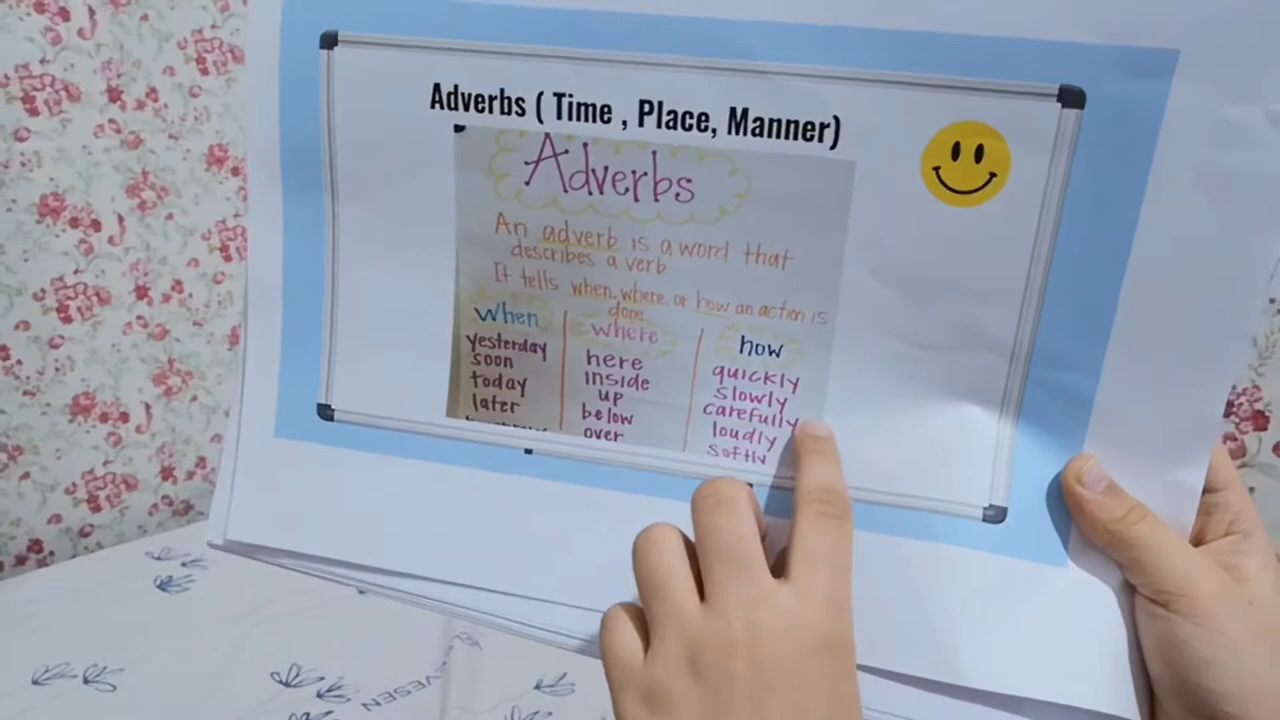 Adverbs ( Time , Place, Manner)
Adverbs
An adverb is a word that
describes a verb
It tells when, where, or how an action is
done.
when
yesterday
soon
today
later
where
here
inside
up
below
over
how
quickly
slowly
carefully
loudly
softly
VESEN